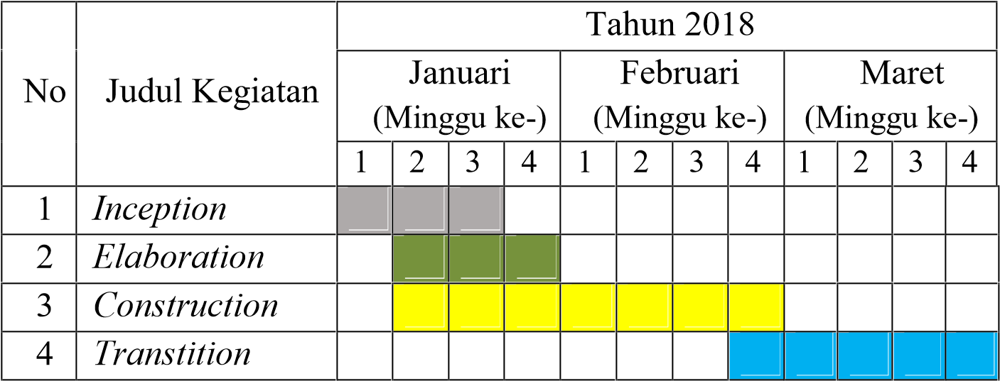 Tahun 2018
No Judul Kegiatan
Januari Februari Maret
(Minggu ke-) (Minggu ke-) (Minggu ke-)
1 2 3 4 1 2 3 4 1 2 3 4
1 Inception
2 Elaboration
3 Construction
4 Transtition